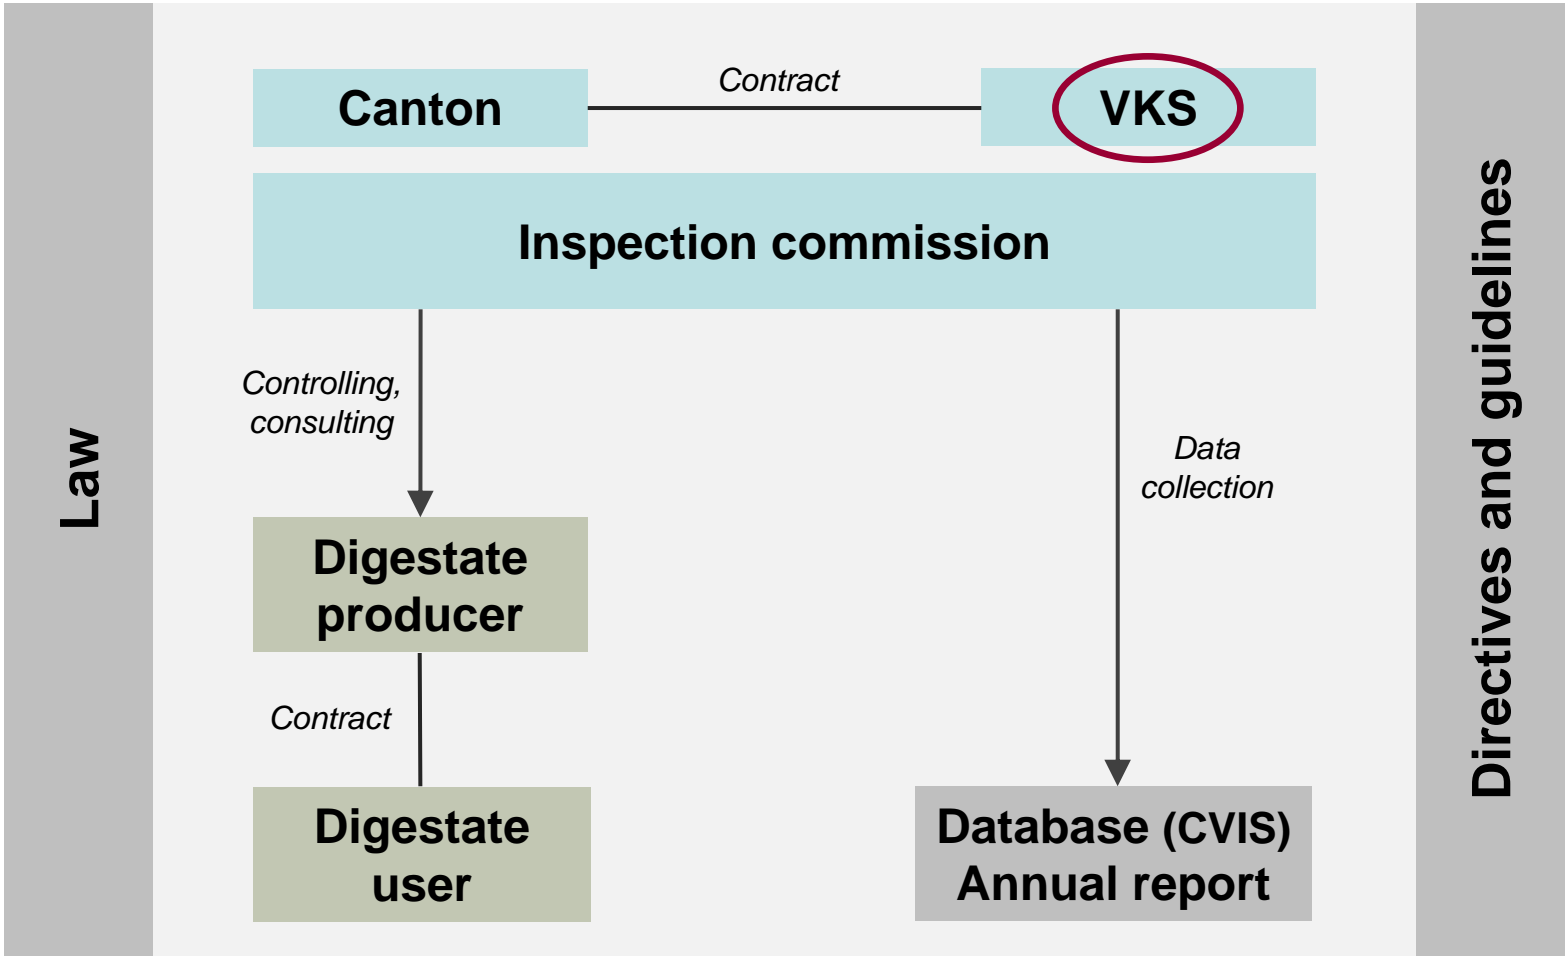 Law
Canton
Contract
VKS
Inspection commission
Controlling,
consulting
Data
collection
Digestate
producer
Contract
Digestate
user
Database (CVIS)
Annual report
Directives and guidelines